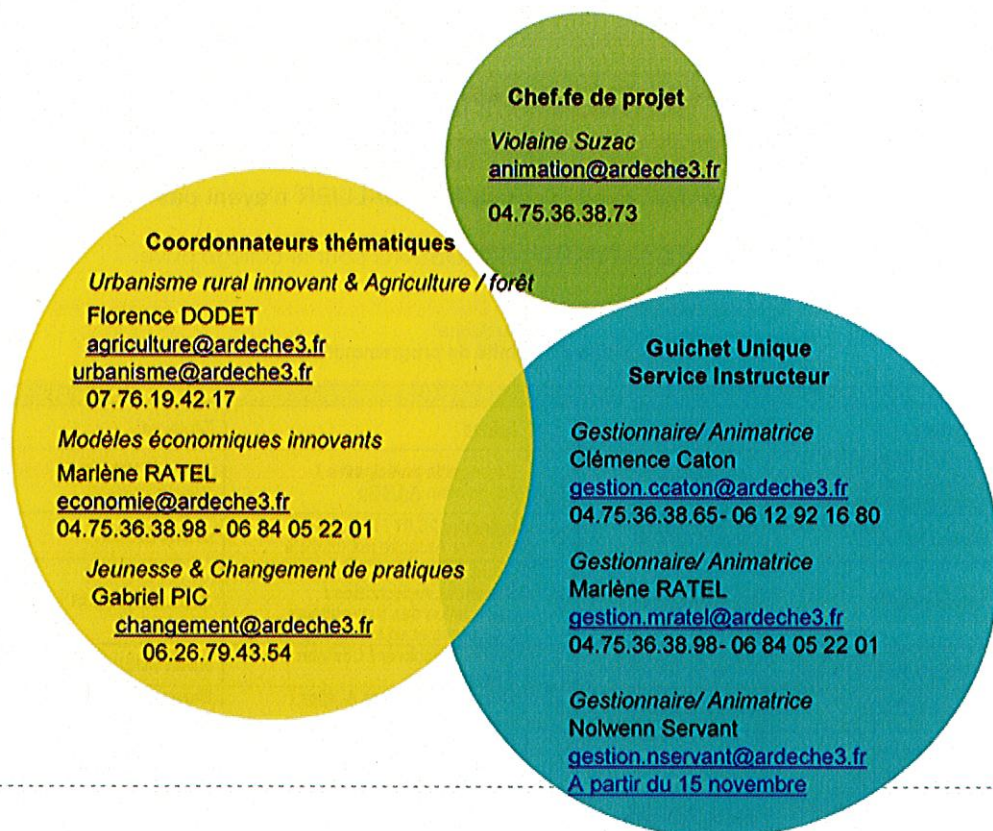 Chef.fe de projet
Violaine Suzac
animation@ardeche3.fr
04.75.36.38.73
Coordonnateurs thématiques
Urbanisme rural innovant & Agriculture / forêt
Florence DODET
agriculture@ardeche3.fr
urbanisme@ardeche3.fr
07.76.19.42.17
Modèles économiques innovants
Marlène RATEL
economie@ardeche3.fr
04.75.36.38.98 - 06 84 05 22 01
Jeunesse & Changement de pratiques
Gabriel PIC
changement@ardeche3.fr
06.26.79.43.54
Guichet Unique
Service Instructeur
Gestionnaire/ Animatrice
Clémence Caton
gestion.ccaton@ardeche3.fr
04.75.36.38.65- 06 12 92 16 80
Gestionnaire/ Animatrice
Marlène RATEL
gestion.mratel@ardeche3.fr
04.75.36.38.98- 06 84 05 22 01
Gestionnaire/ Animatrice
Nolwenn Servant
gestion.nservant@ardeche3.fr
A partir du 15 novembre